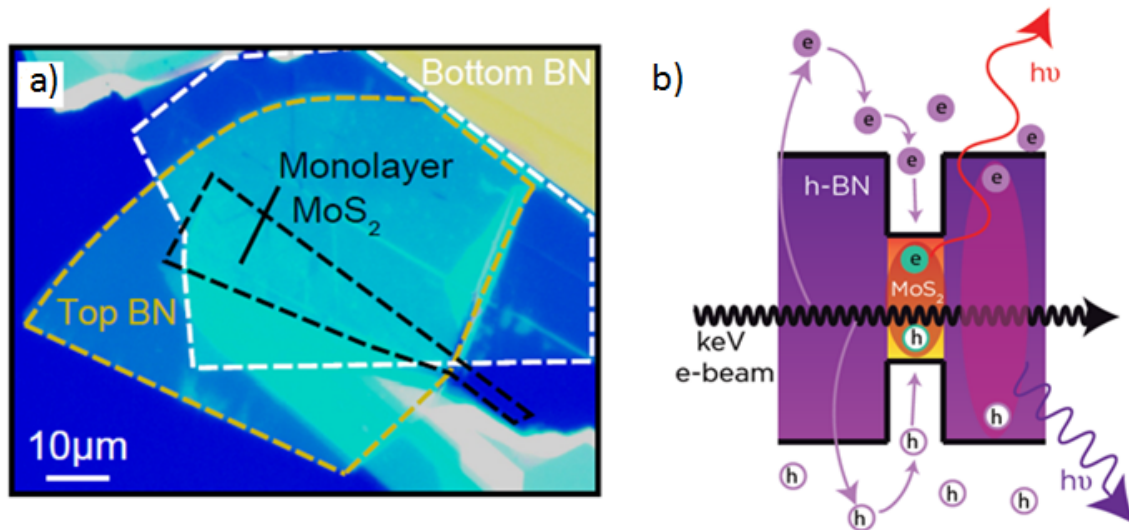 a)
Bottom BN
Monolayer
MoS₂
Top BN
10μm
b)
e
hυ
e
e
e
e
h-BN
e
e
MoS₂
h
keV
e-beam
h
h
h
h
h
h
hυ